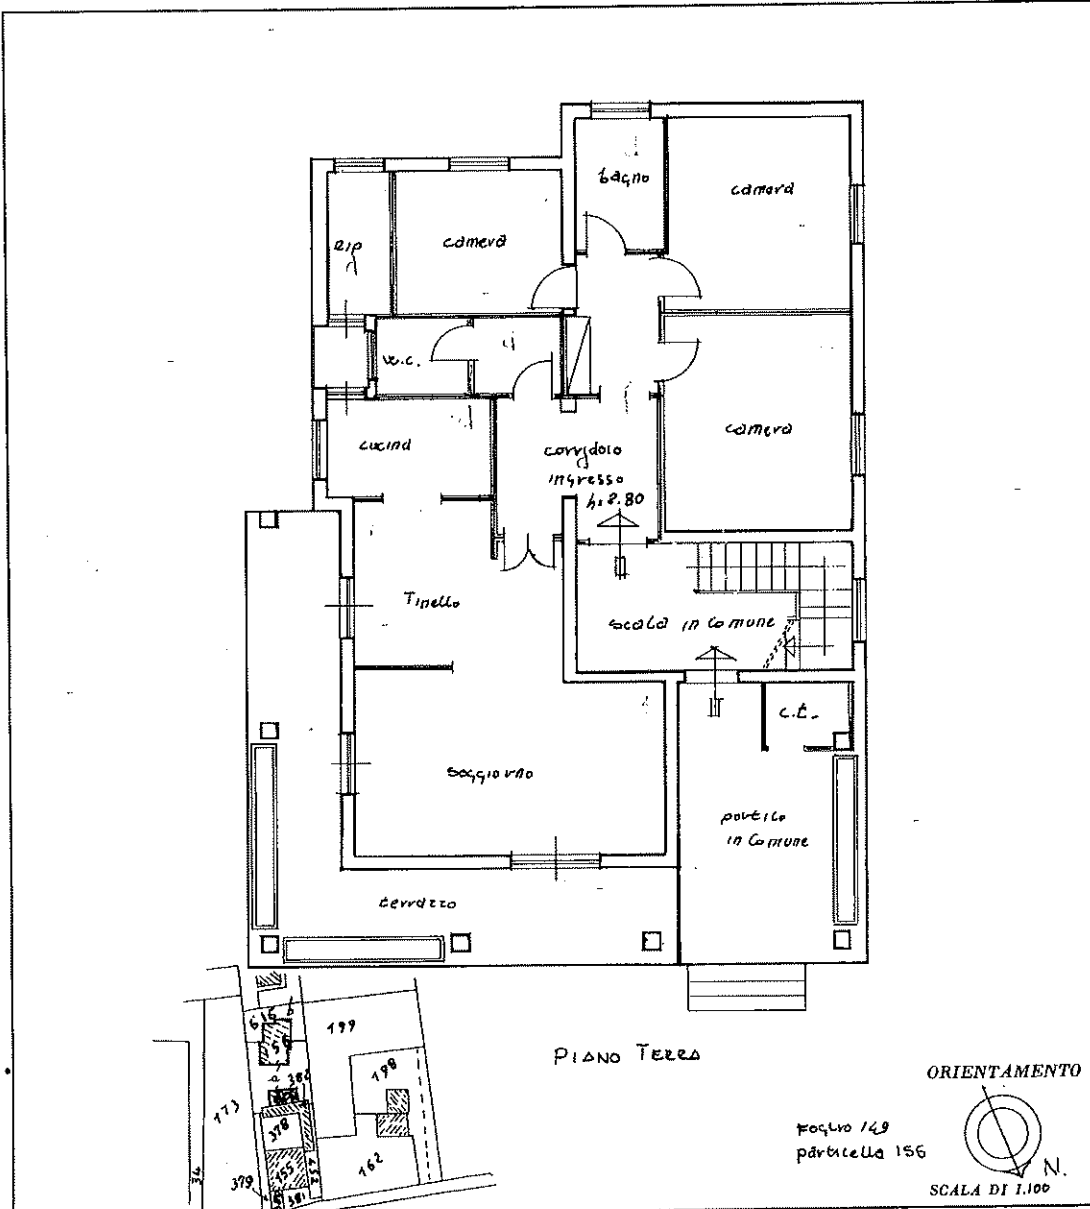 bagno
camera
camera
Rip
w.c.
cucina
corridoio
ingresso
h: 2.80
camera
Tinello
scala in Comune
c.t.
soggiorno
portico
in Comune
terrazzo
PIANO TERRA
199
198
173
378
155
162
379
381
432
34
foglio 149
particella 156
ORIENTAMENTO
N.
SCALA DI 1:100